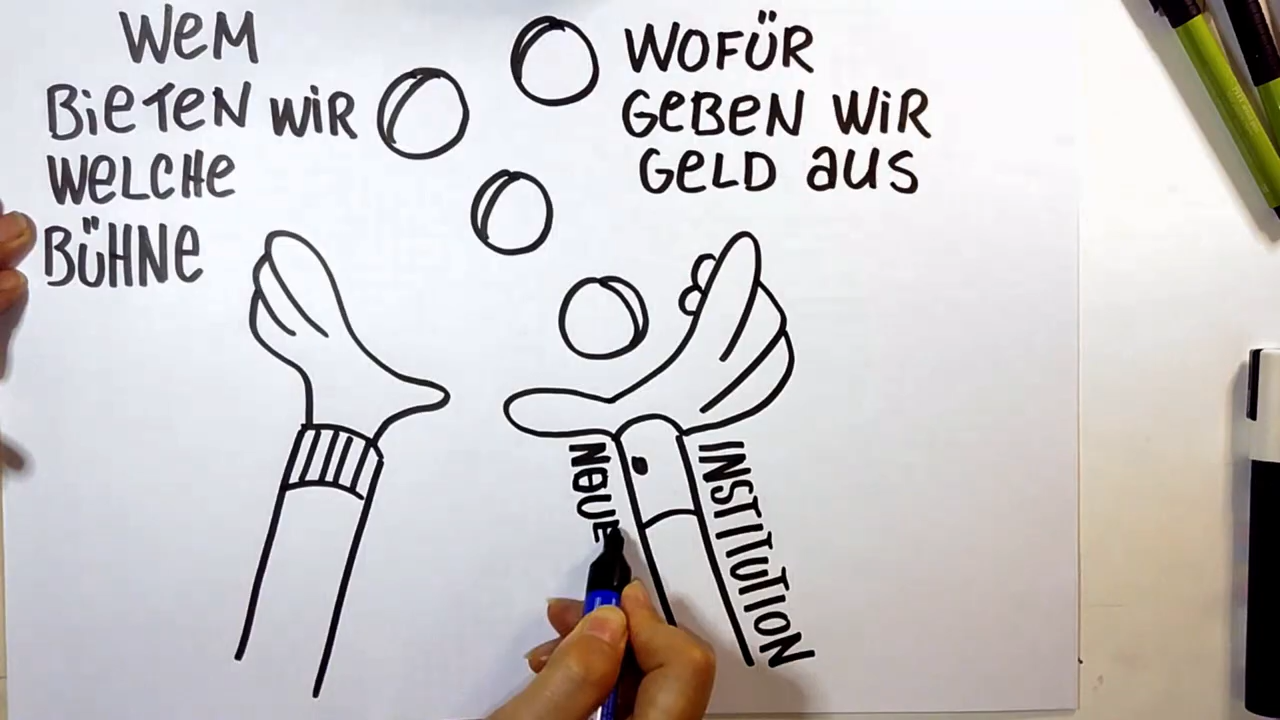 WeM
BieTEN WiR
WeLCHe
BÜHNe
WOFÜR
GeBEN WiR
GeLD aus
NeUE
INSTITUTION